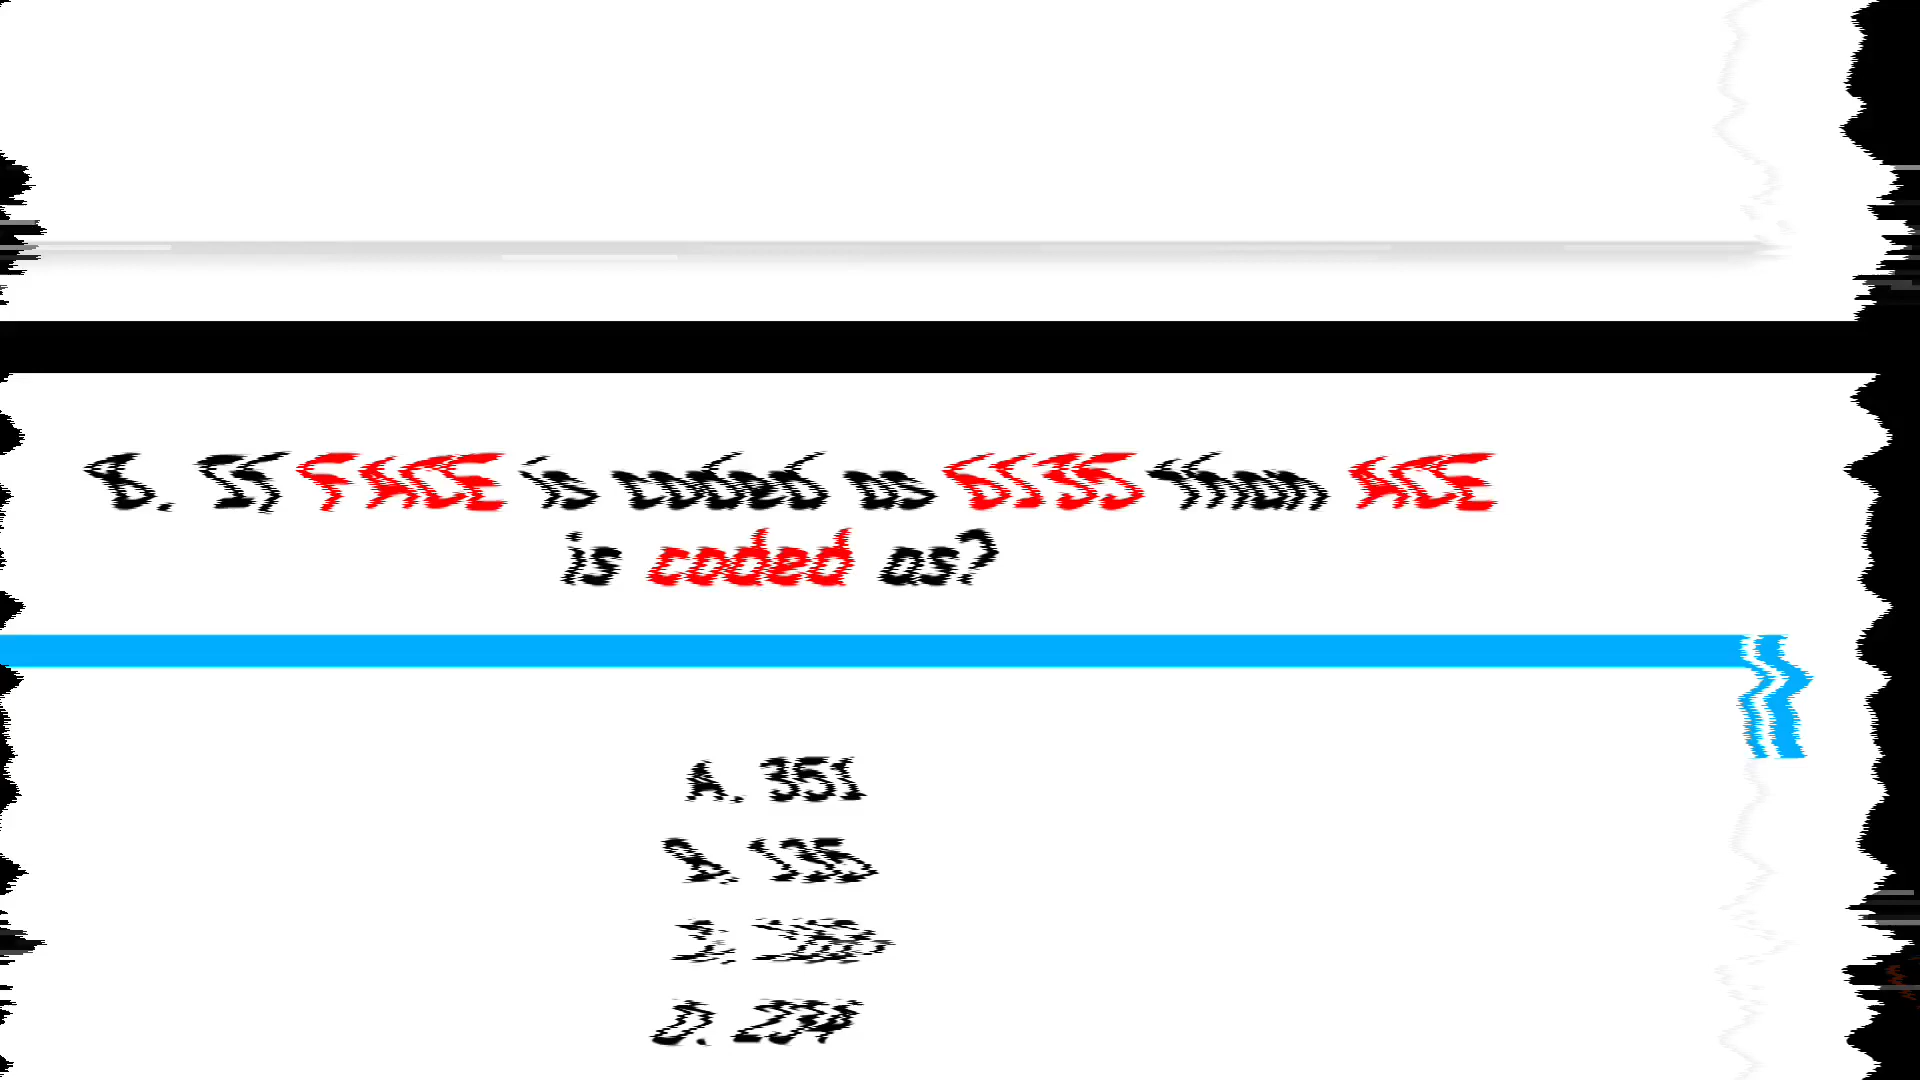 8. If FACE is coded as 6135 then ACE
is coded as?
A. 351
B. 135
D. 234